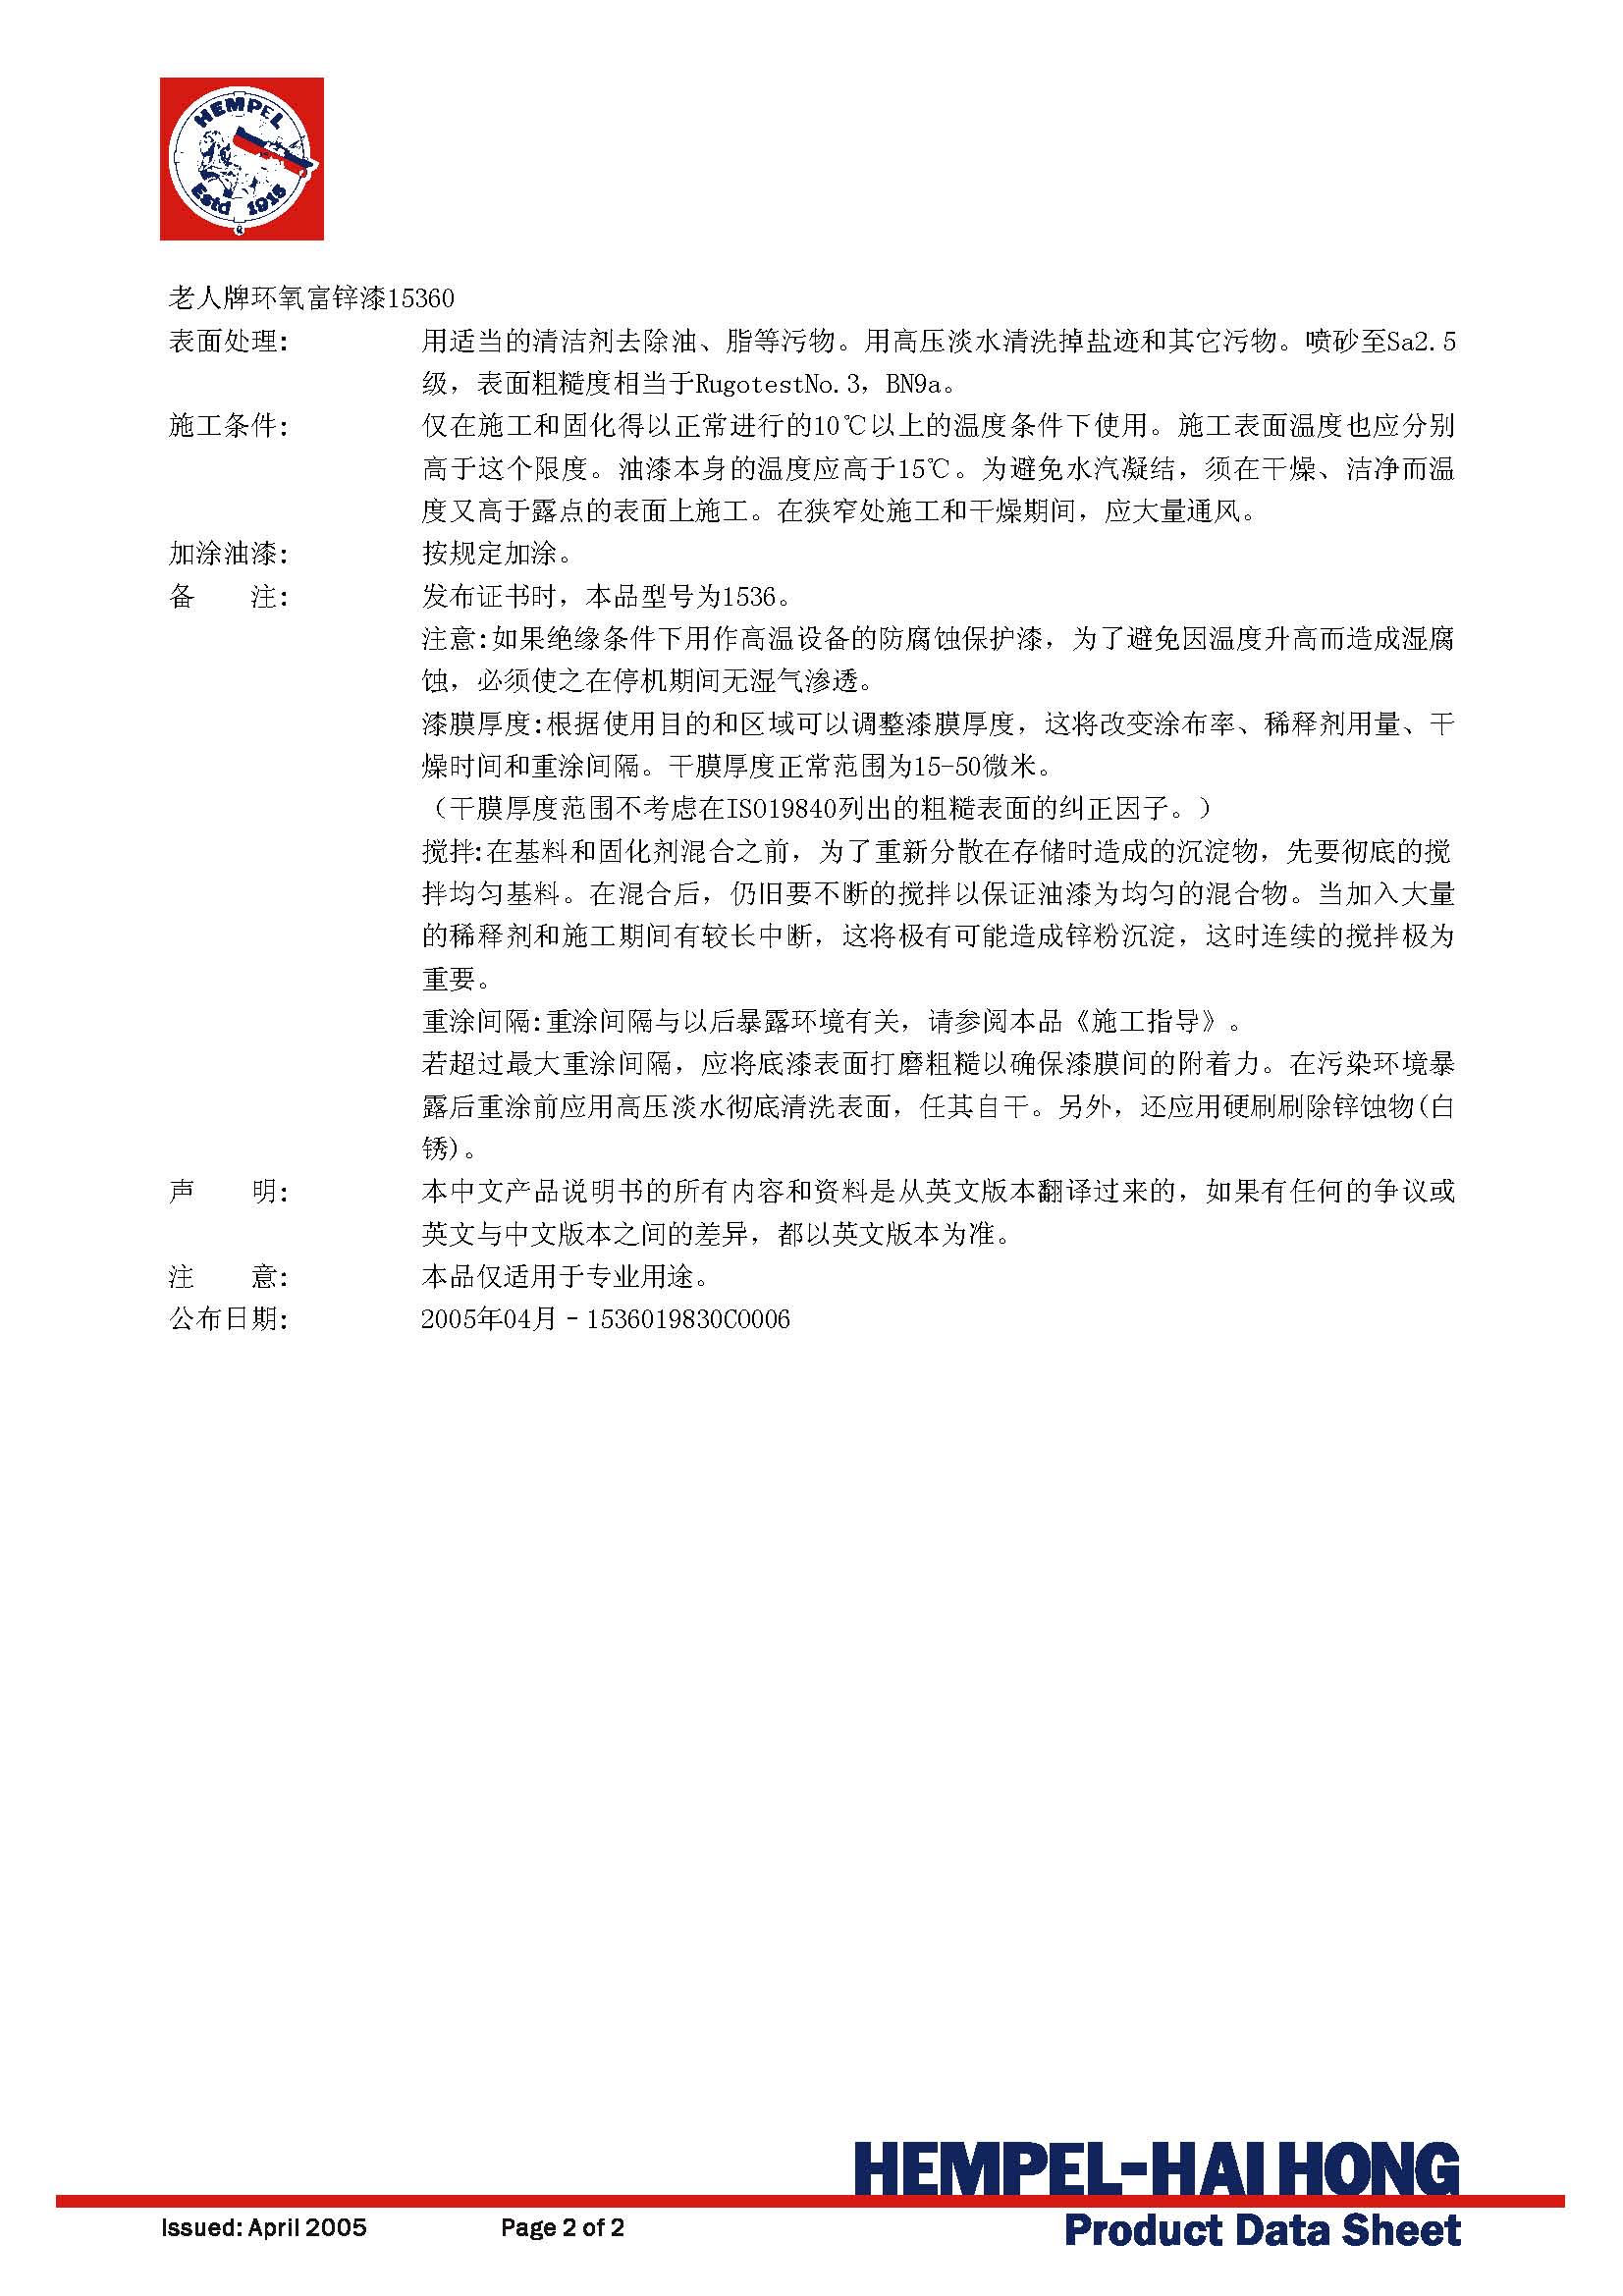 HEMPEL
Estd 1915
老人牌环氧富锌漆15360
表面处理: 用适当的清洁剂去除油、脂等污物。用高压淡水清洗掉盐迹和其它污物。喷砂至Sa2.5
级，表面粗糙度相当于RugotestNo.3，BN9a。
施工条件: 仅在施工和固化得以正常进行的10℃以上的温度条件下使用。施工表面温度也应分别
高于这个限度。油漆本身的温度应高于15℃。为避免水汽凝结，须在干燥、洁净而温
度又高于露点的表面上施工。在狭窄处施工和干燥期间，应大量通风。
加涂油漆: 按规定加涂。
备 注: 发布证书时，本品型号为1536。
注意:如果绝缘条件下用作高温设备的防腐蚀保护漆，为了避免因温度升高而造成湿腐
蚀，必须使之在停机期间无湿气渗透。
漆膜厚度:根据使用目的和区域可以调整漆膜厚度，这将改变涂布率、稀释剂用量、干
燥时间和重涂间隔。干膜厚度正常范围为15-50微米。
（干膜厚度范围不考虑在ISO19840列出的粗糙表面的纠正因子。）
搅拌:在基料和固化剂混合之前，为了重新分散在存储时造成的沉淀物，先要彻底的搅
拌均匀基料。在混合后，仍旧要不断的搅拌以保证油漆为均匀的混合物。当加入大量
的稀释剂和施工期间有较长中断，这将极有可能造成锌粉沉淀，这时连续的搅拌极为
重要。
重涂间隔:重涂间隔与以后暴露环境有关，请参阅本品《施工指导》。
若超过最大重涂间隔，应将底漆表面打磨粗糙以确保漆膜间的附着力。在污染环境暴
露后重涂前应用高压淡水彻底清洗表面，任其自干。另外，还应用硬刷刷除锌蚀物(白
锈)。
声 明: 本中文产品说明书的所有内容和资料是从英文版本翻译过来的，如果有任何的争议或
英文与中文版本之间的差异，都以英文版本为准。
注 意: 本品仅适用于专业用途。
公布日期: 2005年04月–1536019830C0006
HEMPEL-HAI HONG
Issued: April 2005 Page 2 of 2 Product Data Sheet